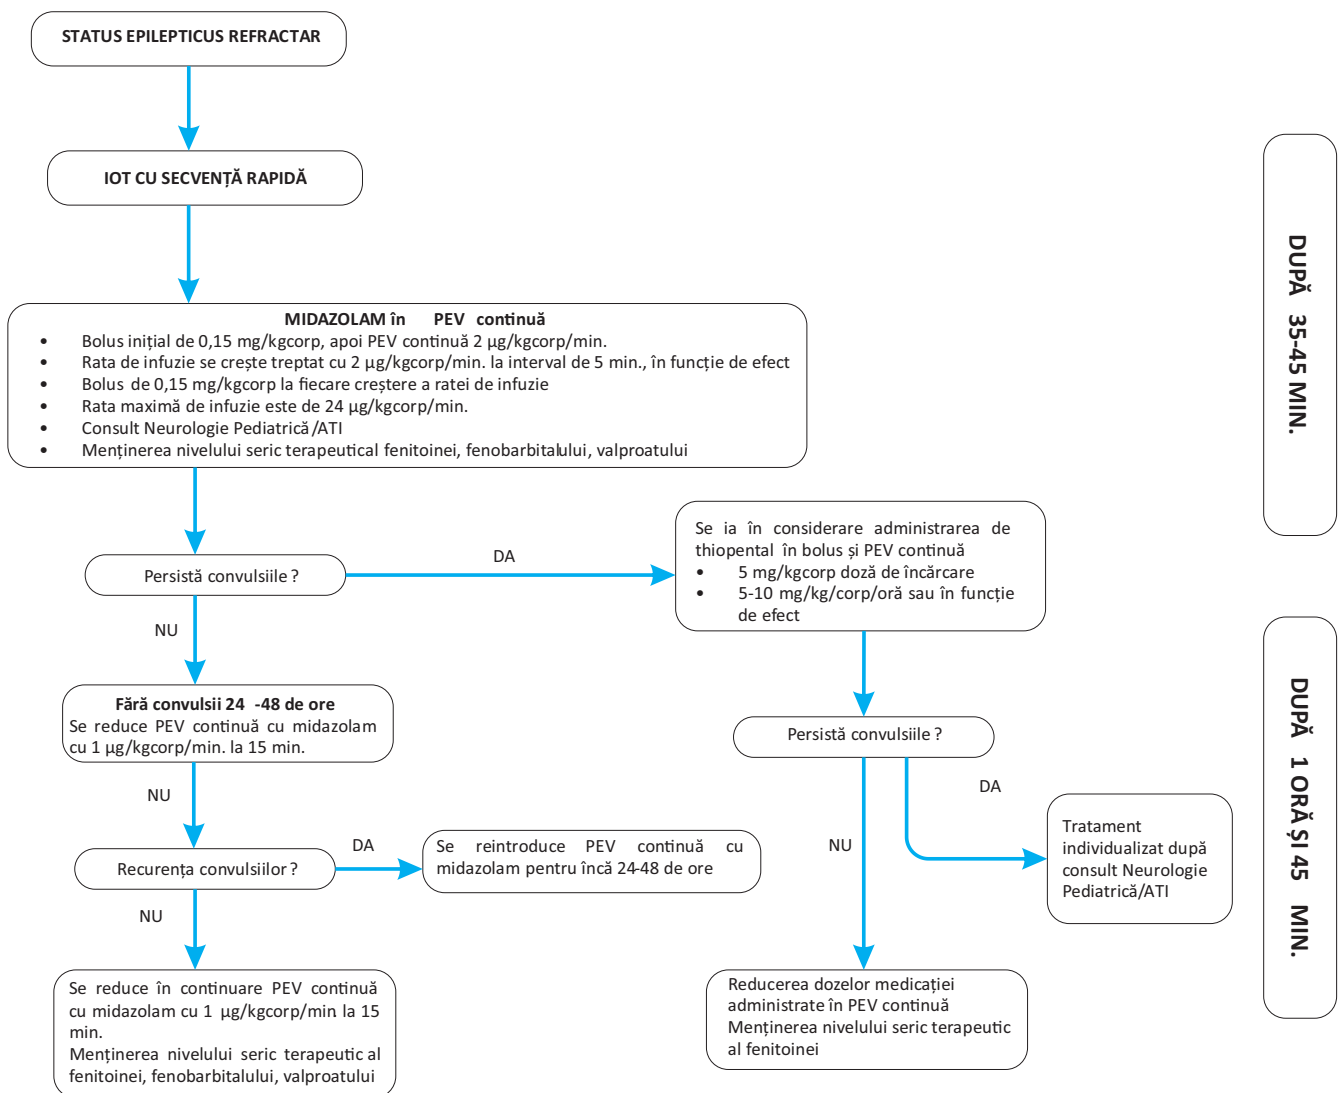 STATUS EPILEPTICUS REFRACTAR
IOT CU SECVENȚĂ RAPIDĂ
MIDAZOLAM în PEV continuă
• Bolus inițial de 0,15 mg/kgcorp, apoi PEV continuă 2 µg/kgcorp/min.
• Rata de infuzie se crește treptat cu 2 µg/kgcorp/min. la interval de 5 min., în funcție de efect
• Bolus de 0,15 mg/kgcorp la fiecare creștere a ratei de infuzie
• Rata maximă de infuzie este de 24 µg/kgcorp/min.
• Consult Neurologie Pediatrică/ATI
• Menținerea nivelului seric terapeutical fenitoinei, fenobarbitalului, valproatului
DUPĂ 35-45 MIN.
Persistă convulsiile ?
DA
Se ia în considerare administrarea de
thiopental în bolus și PEV continuă
• 5 mg/kgcorp doză de încărcare
• 5-10 mg/kg/corp/oră sau în funcție
de efect
NU
Fără convulsii 24 -48 de ore
Se reduce PEV continuă cu midazolam
cu 1 µg/kgcorp/min. la 15 min.
Persistă convulsiile ?
DUPĂ 1 ORĂ ȘI 45 MIN.
NU
DA
Recurența convulsiilor ?
DA
Se reintroduce PEV continuă cu
midazolam pentru încă 24-48 de ore
NU
Tratament
individualizat după
consult Neurologie
Pediatrică/ATI
NU
Se reduce în continuare PEV continuă
cu midazolam cu 1 µg/kgcorp/min. la 15
min.
Menținerea nivelului seric terapeutic al
fenitoinei, fenobarbitalului, valproatului
Reducerea dozelor medicației
administrate în PEV continuă
Menținerea nivelului seric terapeutic
al fenitoinei